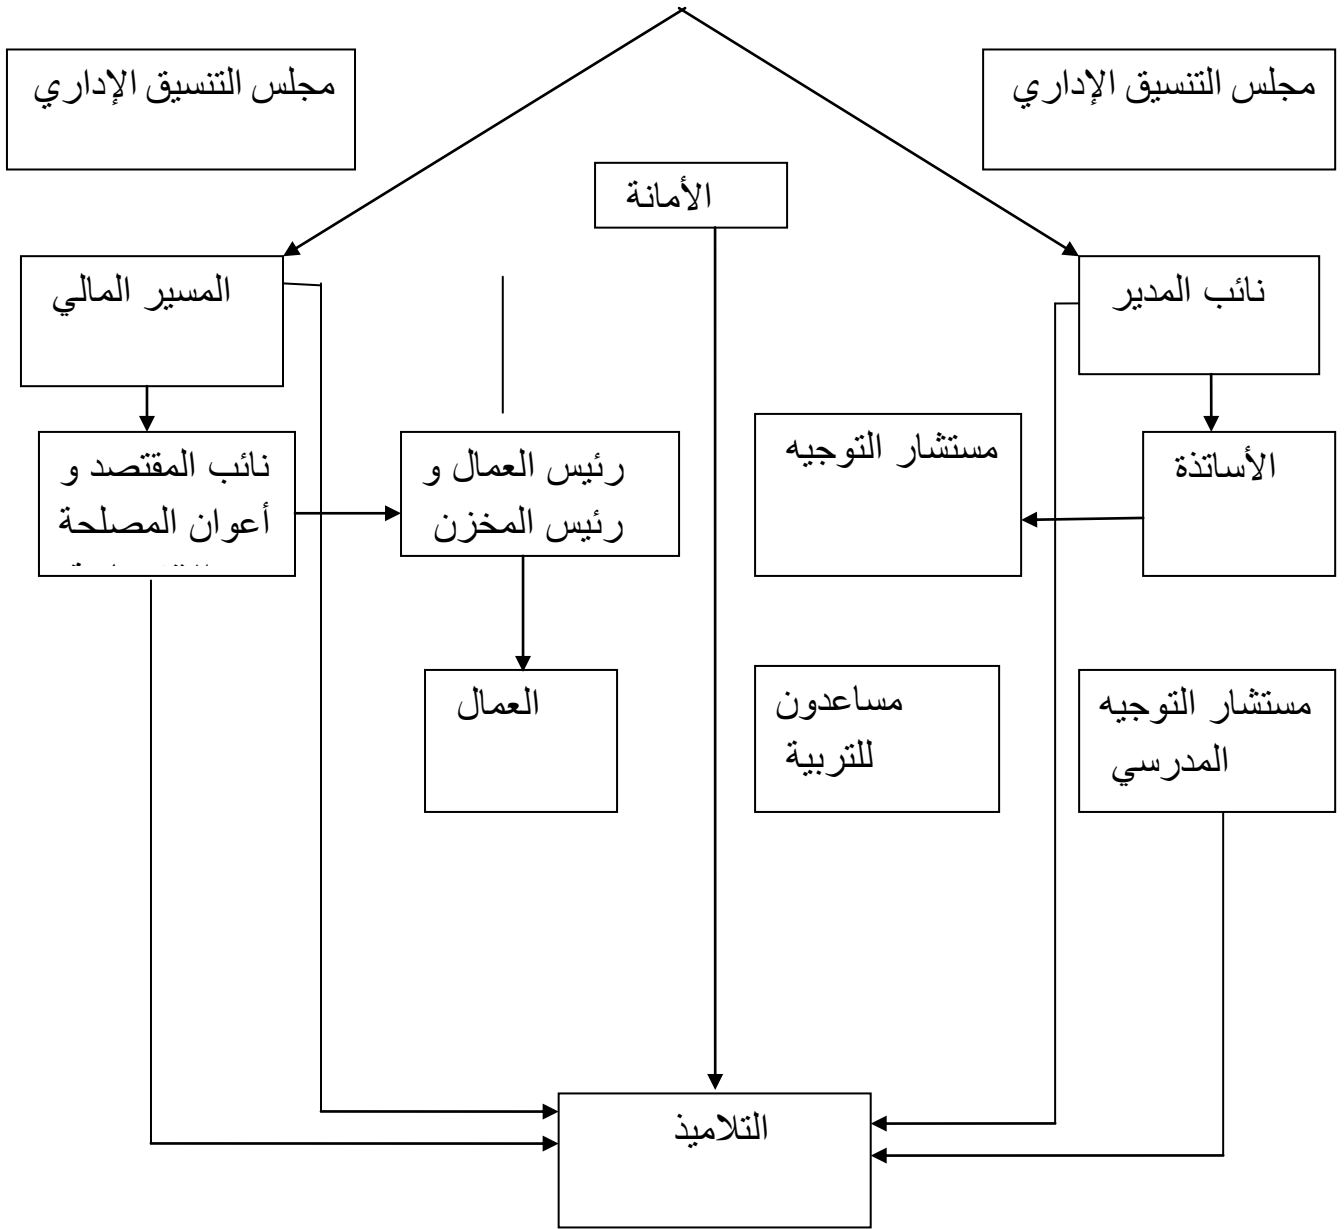 مجلس التنسيق الإداري
مجلس التنسيق الإداري
الأمانة
نائب المدير
المسير المالي
الأساتذة
مستشار التوجيه
رئيس العمال و
رئيس المخزن
نائب المقتصد و
أعوان المصلحة
مستشار التوجيه
المدرسي
مساعدون
للتربية
العمال
التلاميذ